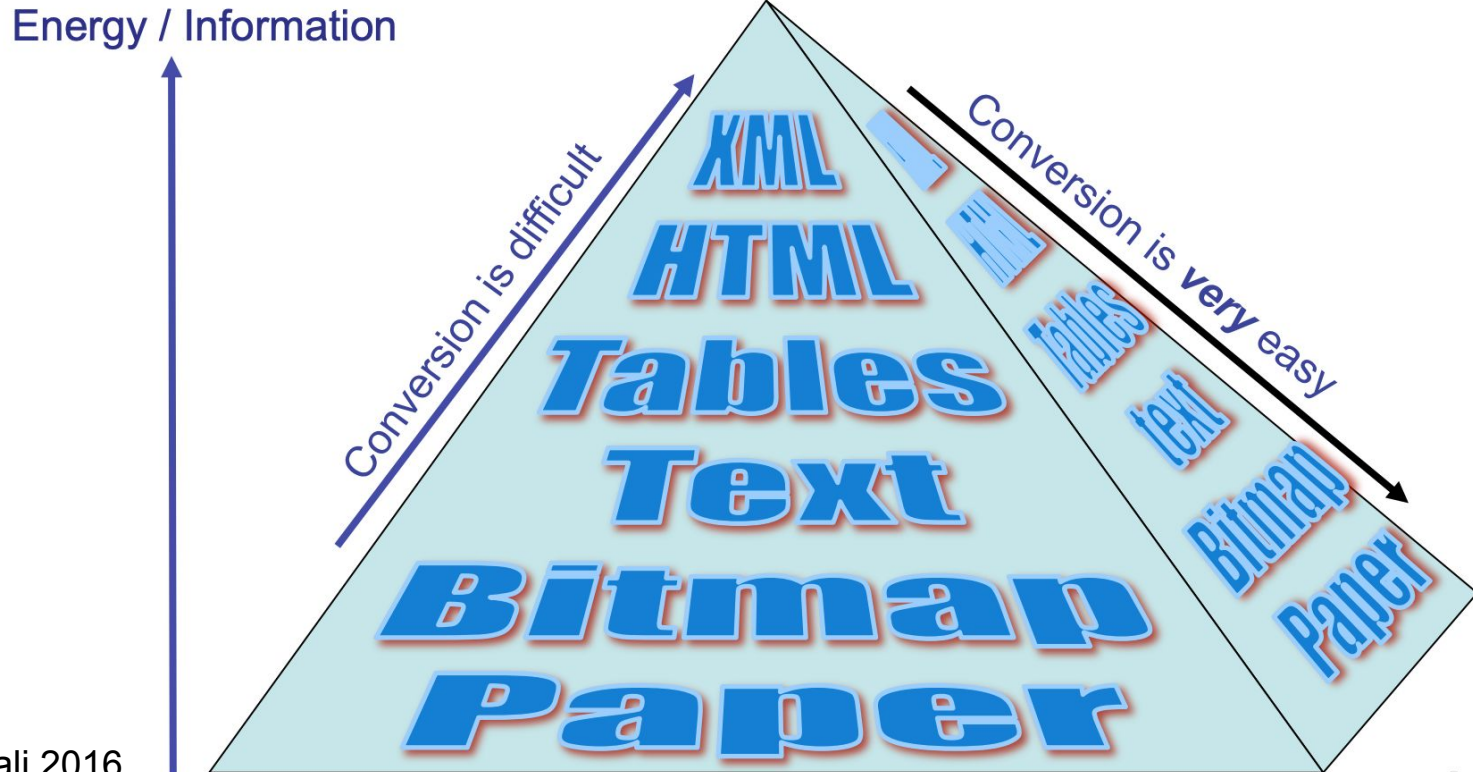 Energy / Information
Conversion is difficult
Conversion is very easy
XML
HTML
Tables
Text
Bitmap
Paper
HTML
Tables
text
Bitmap
Paper
ali 2016